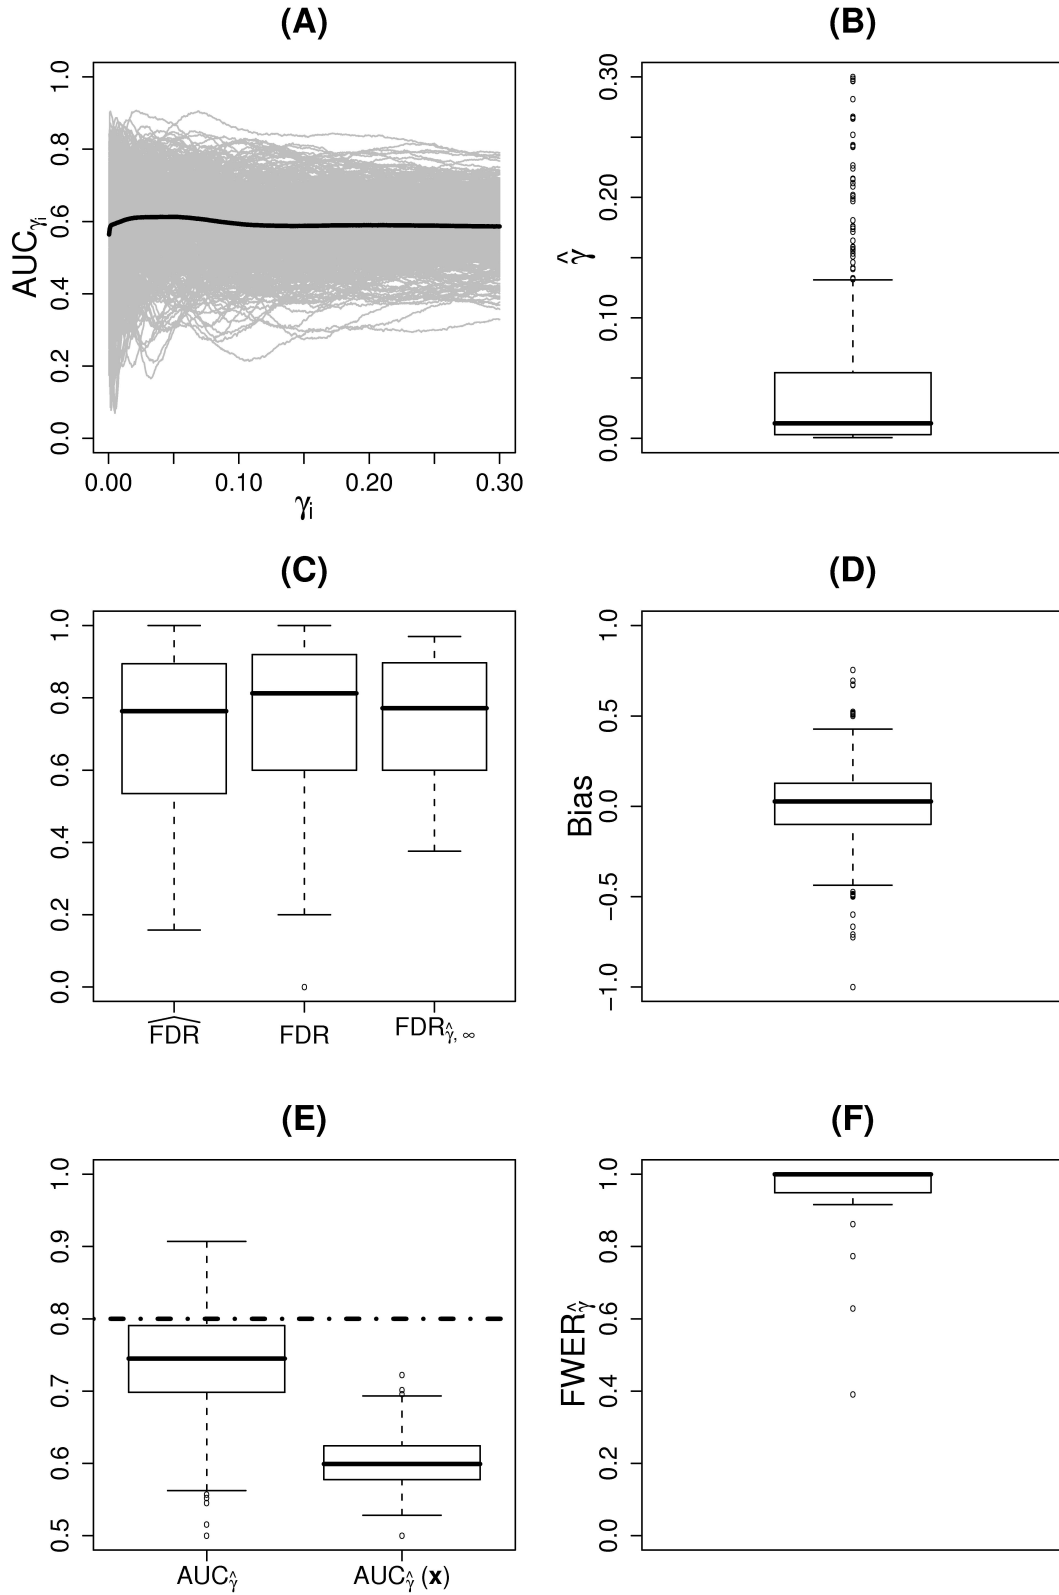 (A)
AUCγi
1.0
0.8
0.6
0.4
0.2
0.0
0.00 0.10 0.20 0.30
γi
(B)
γ̂
0.30
0.20
0.10
0.00
(C)
1.0
0.8
0.6
0.4
0.2
0.0
F͡DR FDR FDRγ̂, ∞
(D)
Bias
1.0
0.5
0.0
−0.5
−1.0
(E)
1.0
0.9
0.8
0.7
0.6
0.5
AUCγ̂ AUCγ̂ (x)
(F)
FWERγ̂
1.0
0.8
0.6
0.4
0.2
0.0